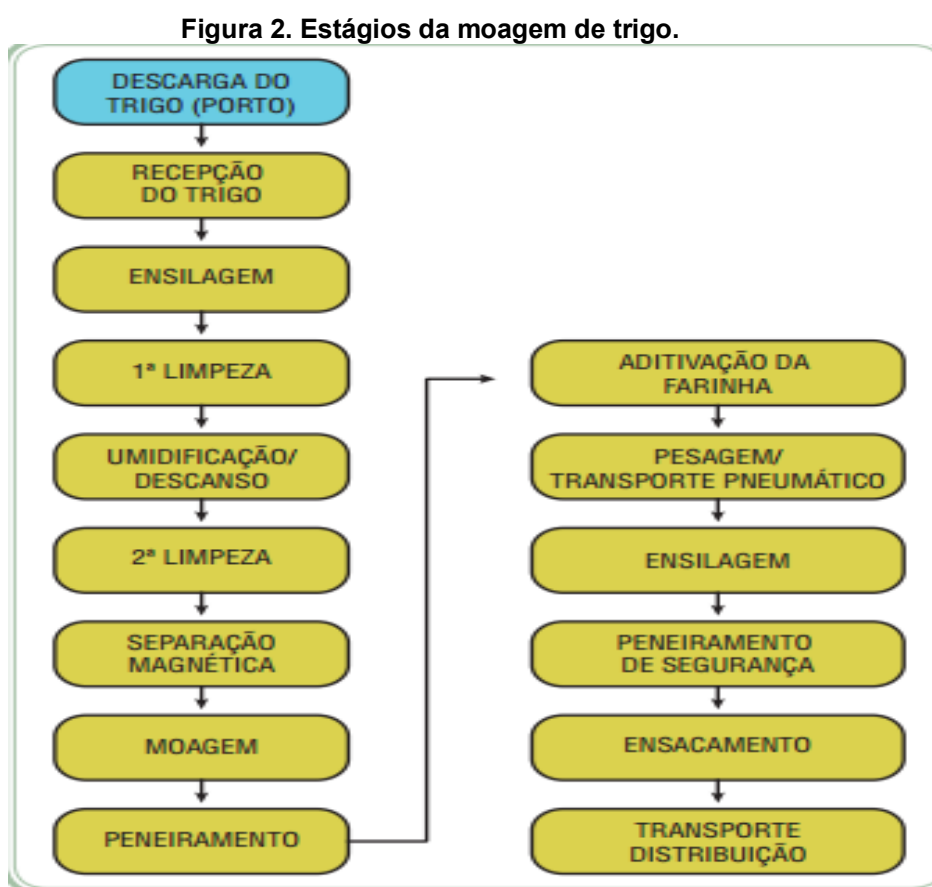 Figura 2. Estágios da moagem de trigo.
DESCARGA DO
TRIGO (PORTO)
RECEPÇÃO
DO TRIGO
ENSILAGEM
1ª LIMPEZA
UMIDIFICAÇÃO/
DESCANSO
2ª LIMPEZA
SEPARAÇÃO
MAGNÉTICA
MOAGEM
PENEIRAMENTO
ADITIVAÇÃO DA
FARINHA
PESAGEM/
TRANSPORTE PNEUMÁTICO
ENSILAGEM
PENEIRAMENTO
DE SEGURANÇA
ENSACAMENTO
TRANSPORTE
DISTRIBUIÇÃO